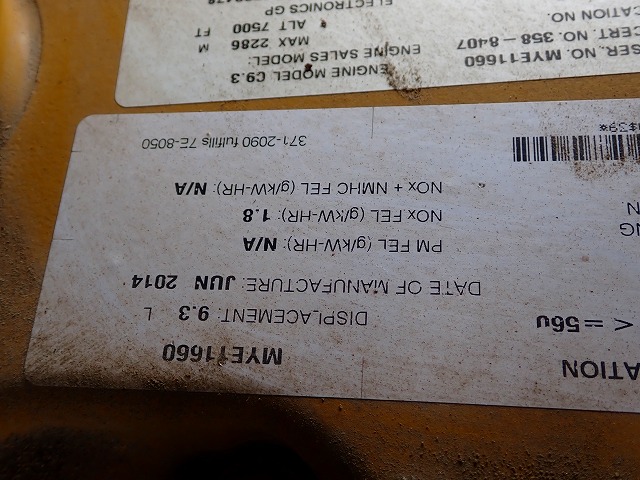 MYE11660
< =56u DISPLACEMENT: 9.3 L
DATE OF MANUFACTURE: JUN 2014
PM FEL (g/kW-HR): N/A
NOx FEL (g/kW-HR): 1.8
NOx + NMHC FEL (g/kW-HR): N/A
371-2090 fulfills 7E-8050
SER. NO. MYE11660 ENGINE MODEL C9.3
CERT. NO. 358-8407 ENGINE SALES MODEL:
MAX 2286 M
NO. ALT 7500 FT
ELECTRONICS GP